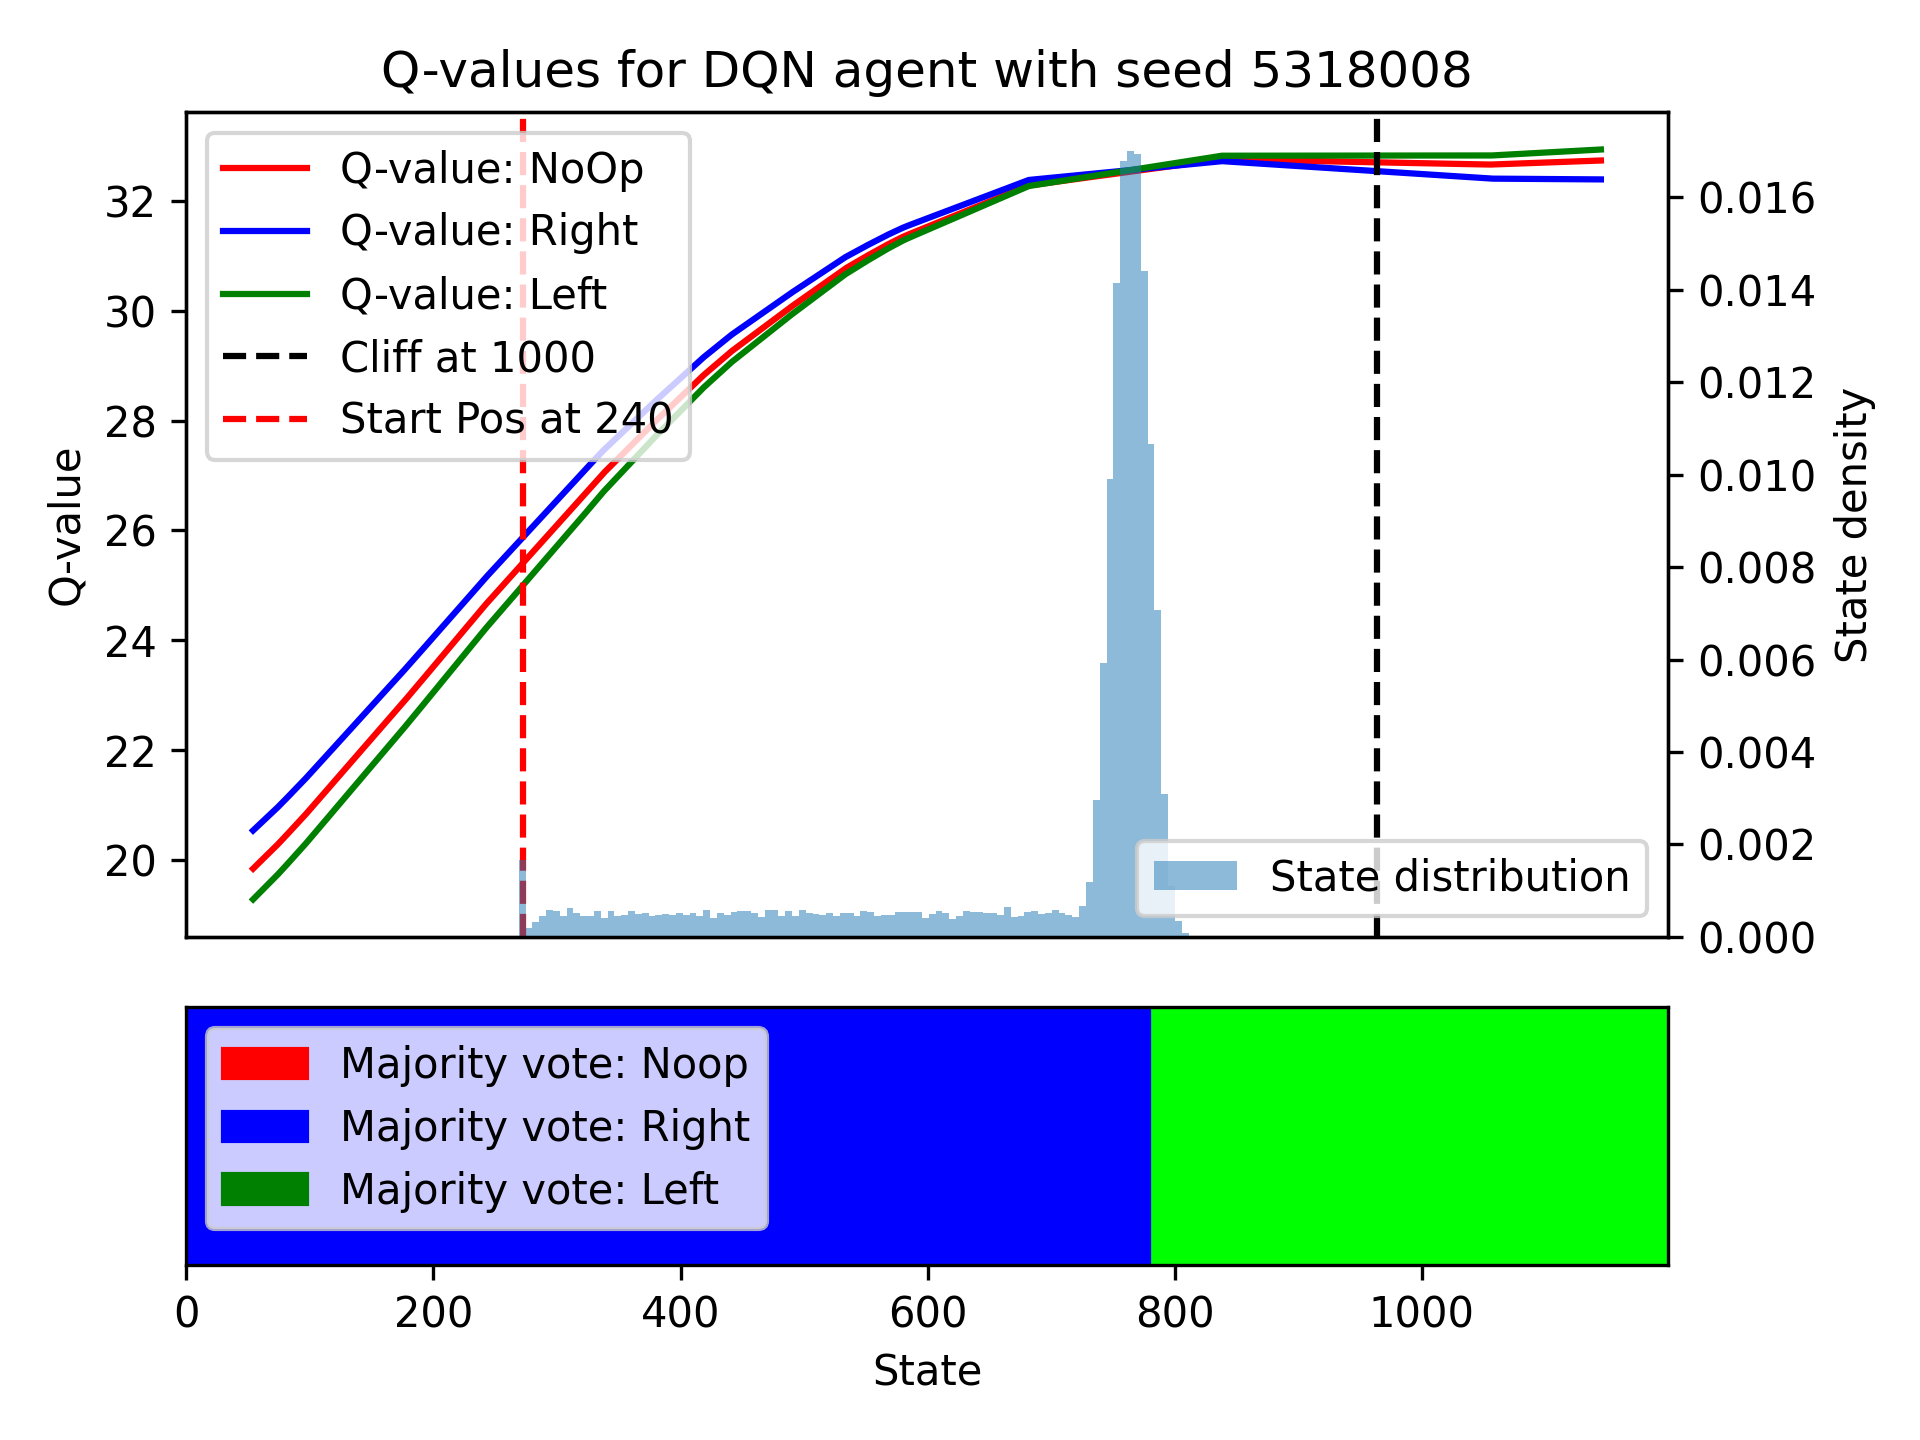 Q-values for DQN agent with seed 5318008
Q-value: NoOp
Q-value: Right
Q-value: Left
Cliff at 1000
Start Pos at 240
32
30
28
26
24
22
20
Q-value
0.016
0.014
0.012
0.010
0.008
0.006
0.004
0.002
0.000
State density
State distribution
Majority vote: Noop
Majority vote: Right
Majority vote: Left
0 200 400 600 800 1000
State